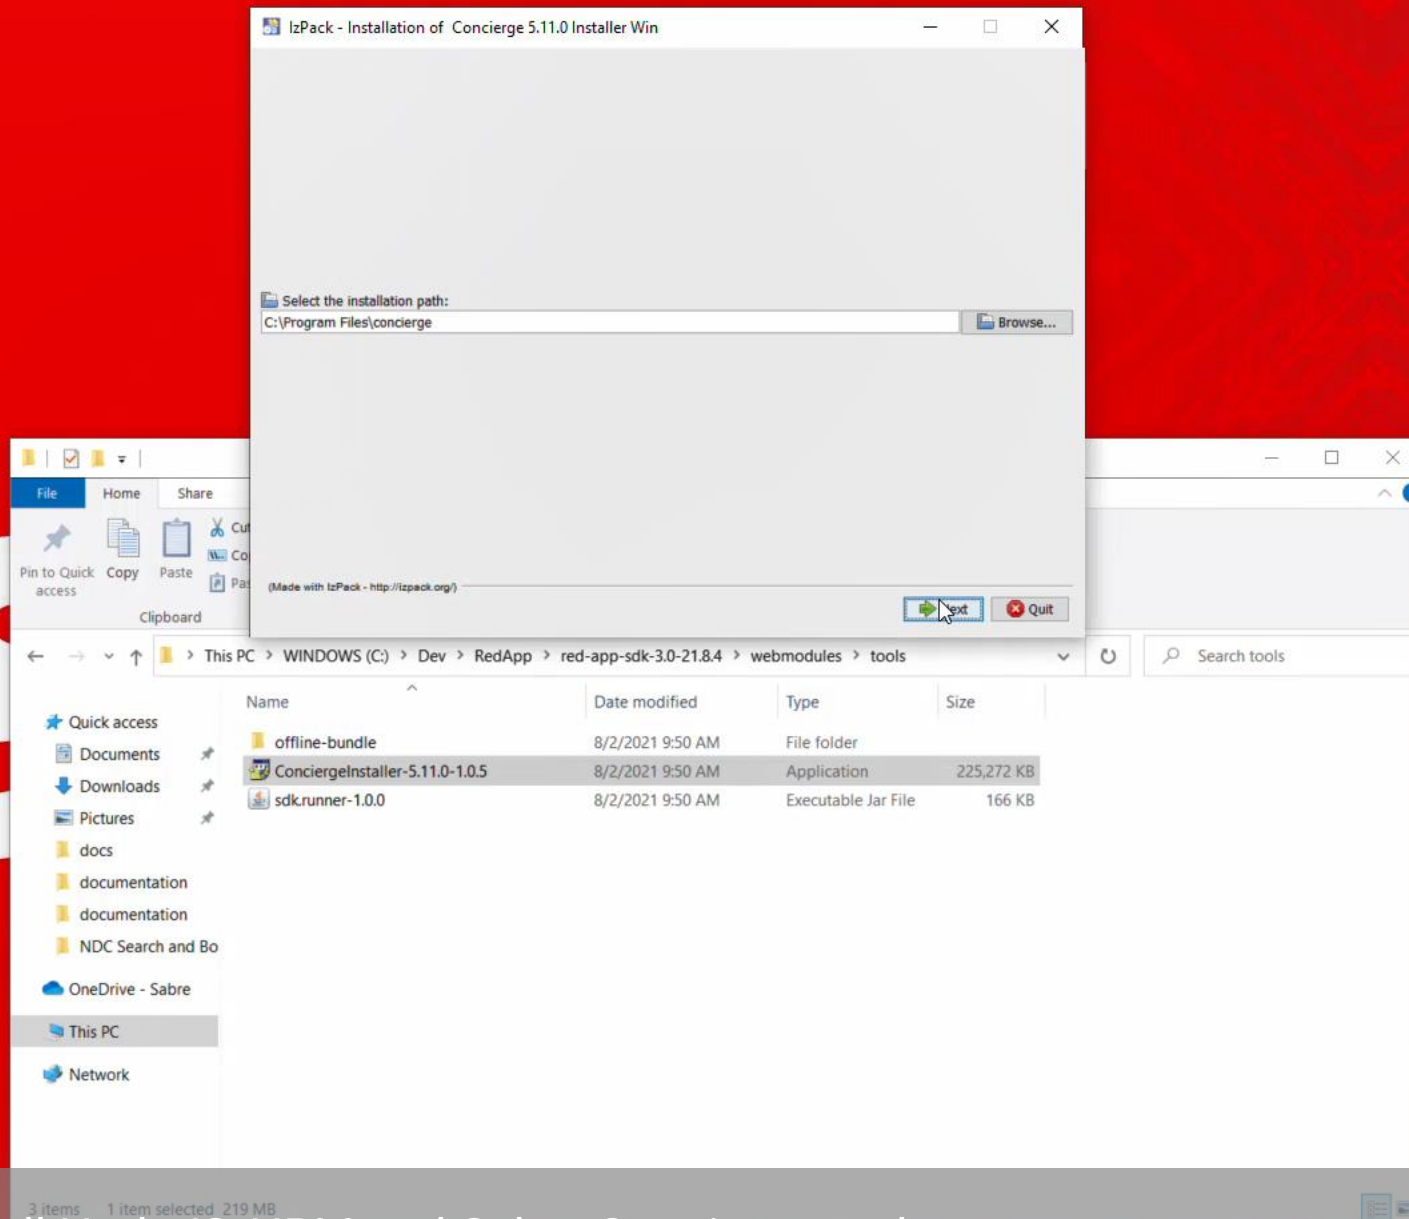 IzPack - Installation of Concierge 5.11.0 Installer Win
Select the installation path:
C:\Program Files\concierge
Browse...
(Made with IzPack - http://izpack.org/)
Quit
File
Home
Share
Pin to Quick
access
Copy
Paste
Clipboard
This PC > WINDOWS (C:) > Dev > RedApp > red-app-sdk-3.0-21.8.4 > webmodules > tools
Search tools
Name
Date modified
Type
Size
offline-bundle
8/2/2021 9:50 AM
File folder
ConciergeInstaller-5.11.0-1.0.5
8/2/2021 9:50 AM
Application
225,272 KB
sdk.runner-1.0.0
8/2/2021 9:50 AM
Executable Jar File
166 KB
Quick access
Documents
Downloads
Pictures
docs
documentation
documentation
NDC Search and Bo
OneDrive - Sabre
This PC
Network
3 items
1 item selected 219 MB